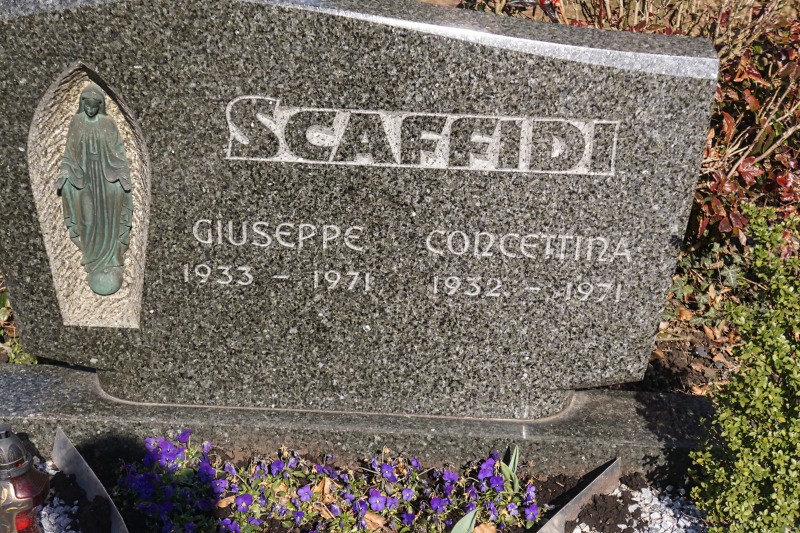 SCAFFIDI
GIUSEPPE CONCETTINA
1933 - 1971 1932 - 1971